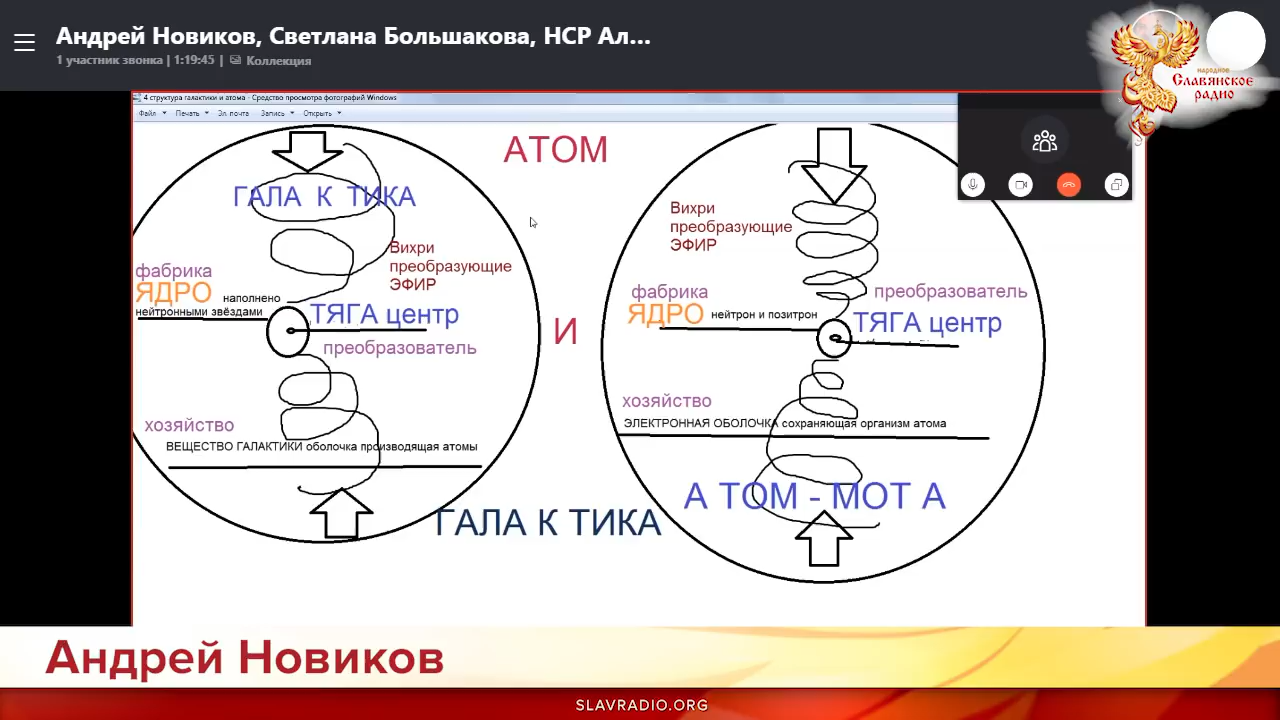 Андрей Новиков, Светлана Большакова, НСР Ал...
1 участник звонка | 1:19:45 | Коллекция
народное
Славянское
радио
4 структура галактики и атома - Средство просмотра фотографий Windows
Файл Печать Эл. почта Запись Открыть
АТОМ
ГАЛА К ТИКА
Вихри
преобразующие
ЭФИР
фабрика
ЯДРО наполнено
нейтронными звёздами
ТЯГА центр
преобразователь
хозяйство
ВЕЩЕСТВО ГАЛАКТИКИ оболочка производящая атомы
И
Вихри
преобразующие
ЭФИР
фабрика
ЯДРО нейтрон и позитрон
преобразователь
ТЯГА центр
хозяйство
ЭЛЕКТРОННАЯ ОБОЛОЧКА сохраняющая организм атома
А ТОМ - МОТ А
ГАЛА К ТИКА
Андрей Новиков
SLAVRADIO.ORG